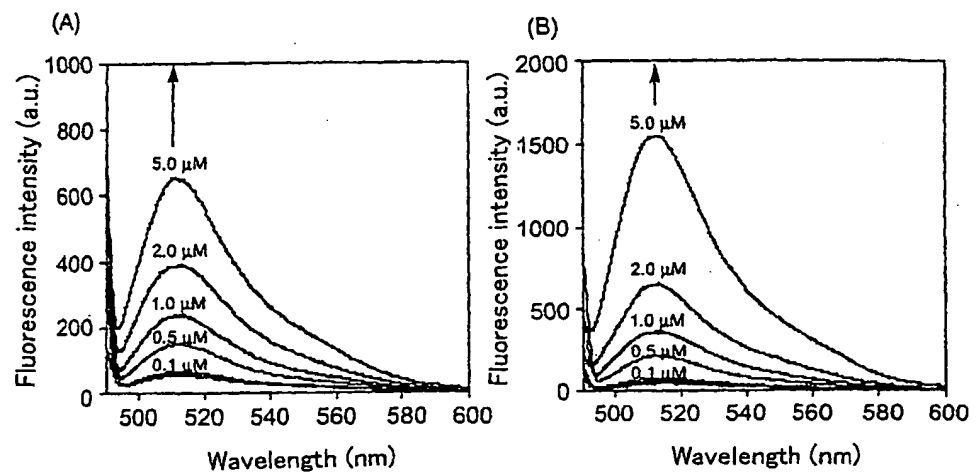 (A)
Fluorescence intensity (a.u.)
1000
800
600
400
200
0
5.0 µM
2.0 µM
1.0 µM
0.5 µM
0.1 µM
500 520 540 560 580 600
Wavelength (nm)
(B)
Fluorescence intensity (a.u.)
2000
1500
1000
500
0
5.0 µM
2.0 µM
1.0 µM
0.5 µM
0.1 µM
500 520 540 560 580 600
Wavelength (nm)